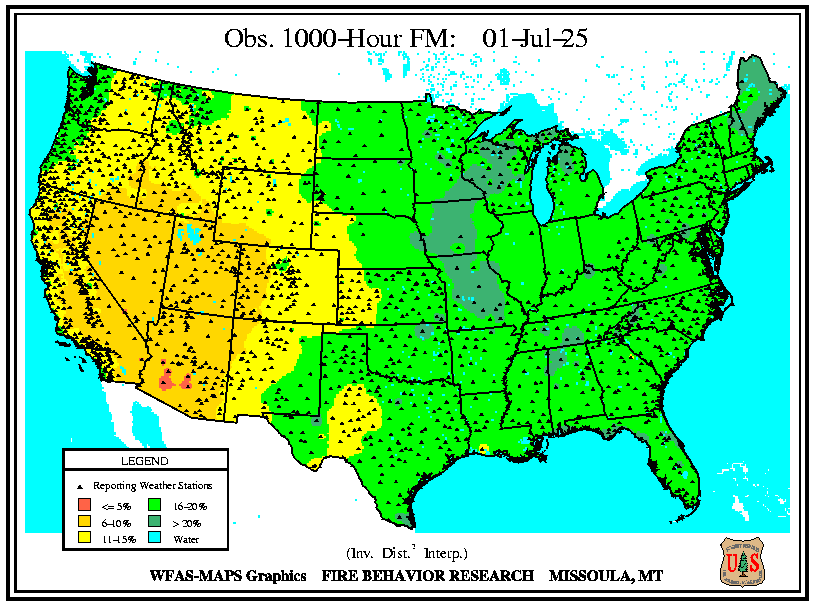 Obs. 1000-Hour FM: 01-Jul-25
LEGEND
Reporting Weather Stations
<= 5%
16-20%
6-10%
> 20%
11-15%
Water
(Inv. Dist.² Interp.)
WFAS-MAPS Graphics FIRE BEHAVIOR RESEARCH MISSOULA, MT
U S